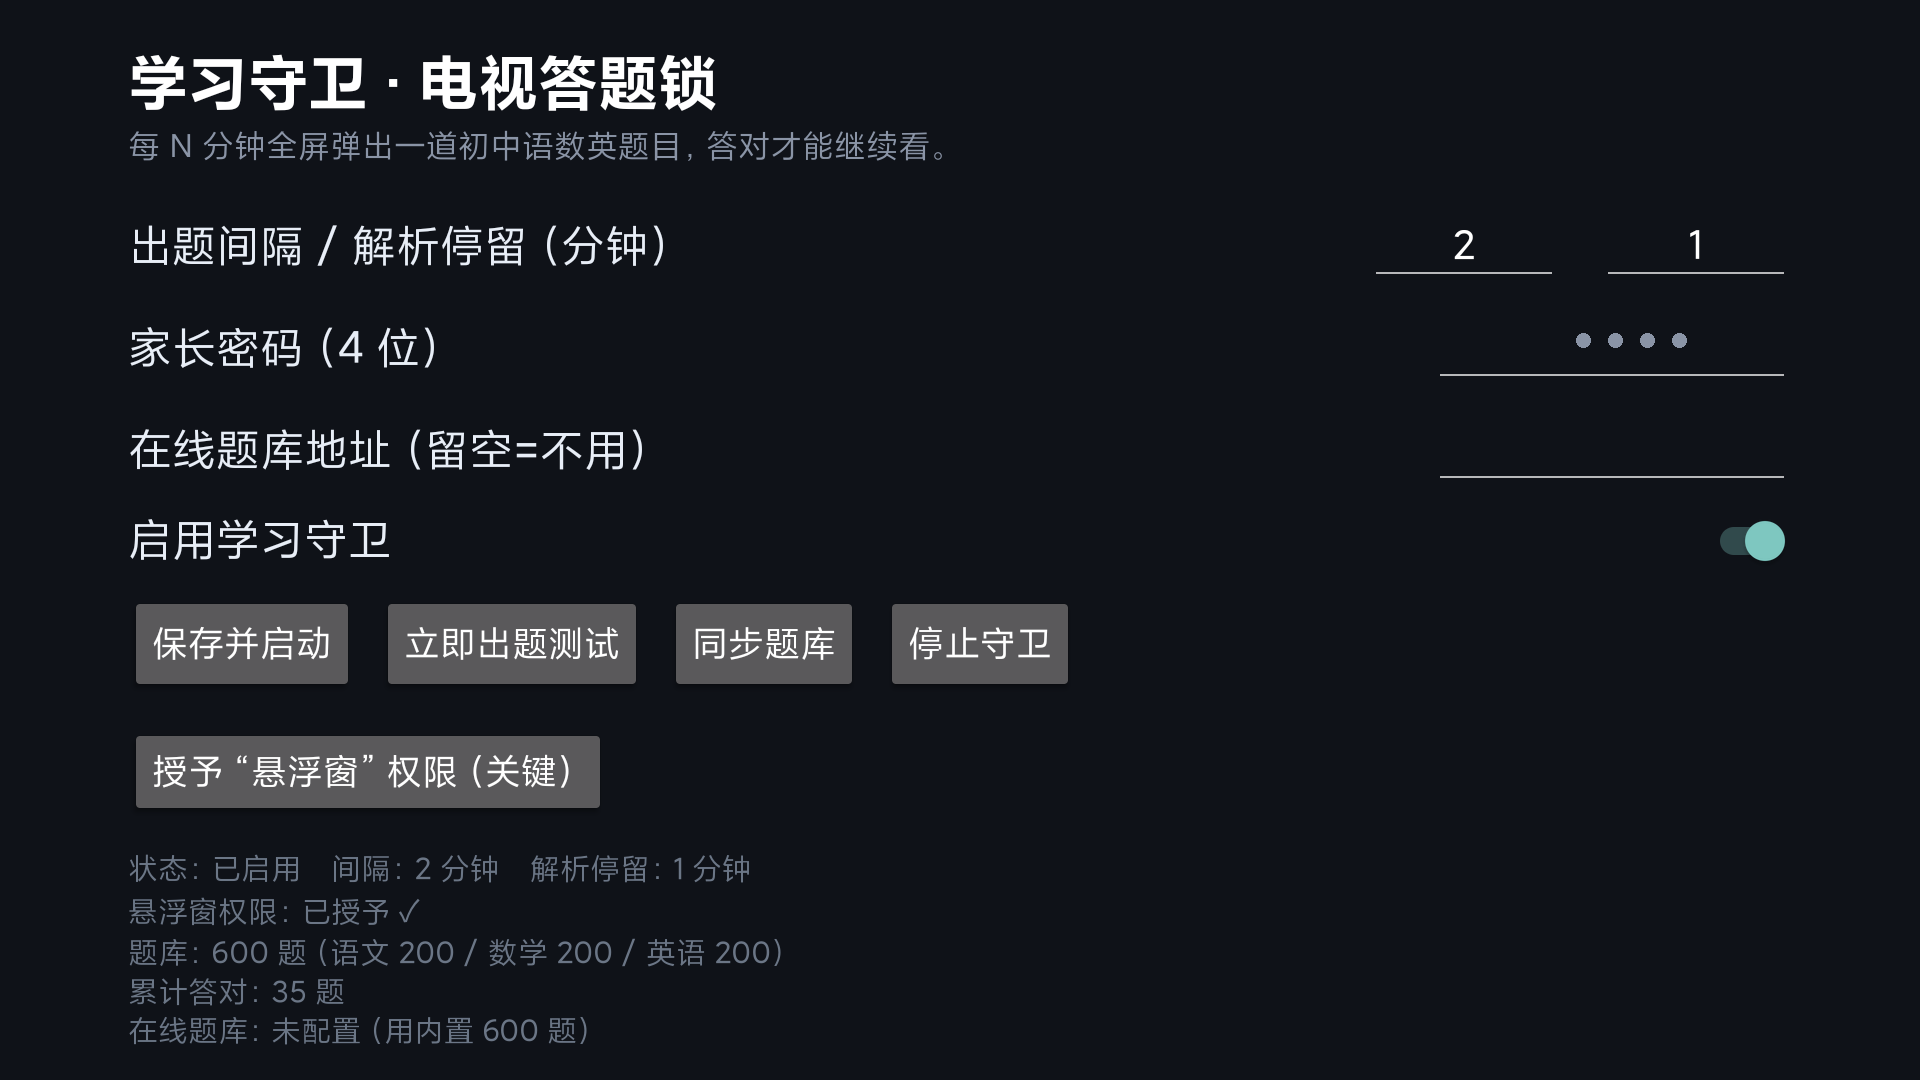 学习守卫 · 电视答题锁
每 N 分钟全屏弹出一道初中语数英题目，答对才能继续看。
出题间隔 / 解析停留（分钟） 2 1
家长密码（4 位） ••••
在线题库地址（留空=不用）
启用学习守卫
保存并启动 立即出题测试 同步题库 停止守卫
授予 “悬浮窗” 权限（关键）
状态：已启用 间隔：2 分钟 解析停留：1 分钟
悬浮窗权限：已授予 ✓
题库：600 题（语文 200 / 数学 200 / 英语 200）
累计答对：35 题
在线题库：未配置（用内置 600 题）